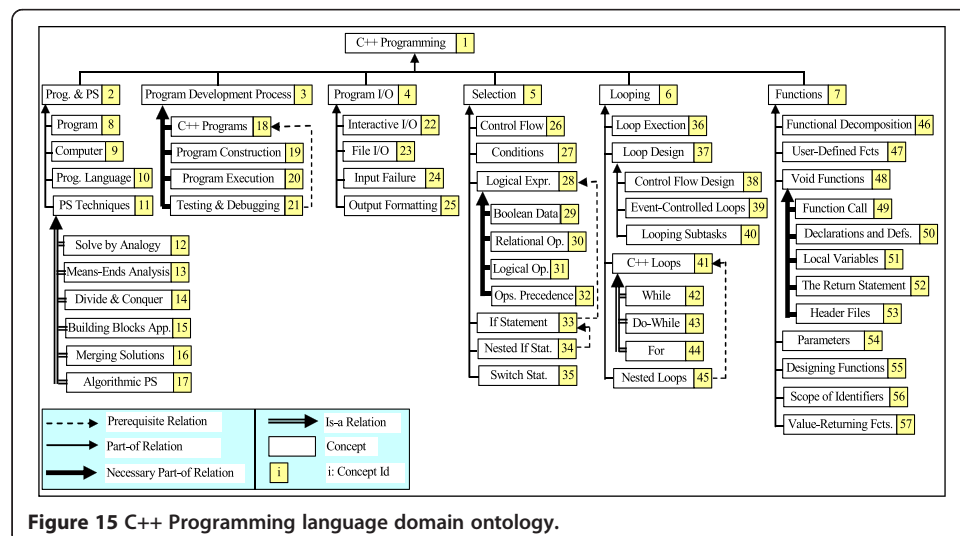 C++ Programming 1
Prog. & PS 2
Program 8
Computer 9
Prog. Language 10
PS Techniques 11
Solve by Analogy 12
Means-Ends Analysis 13
Divide & Conquer 14
Building Blocks App. 15
Merging Solutions 16
Algorithmic PS 17
Program Development Process 3
C++ Programs 18
Program Construction 19
Program Execution 20
Testing & Debugging 21
Program I/O 4
Interactive I/O 22
File I/O 23
Input Failure 24
Output Formatting 25
Selection 5
Control Flow 26
Conditions 27
Logical Expr. 28
Boolean Data 29
Relational Op. 30
Logical Op. 31
Ops. Precedence 32
If Statement 33
Nested If Stat. 34
Switch Stat. 35
Looping 6
Loop Exection 36
Loop Design 37
Control Flow Design 38
Event-Controlled Loops 39
Looping Subtasks 40
C++ Loops 41
While 42
Do-While 43
For 44
Nested Loops 45
Functions 7
Functional Decomposition 46
User-Defined Fcts 47
Void Functions 48
Function Call 49
Declarations and Defs. 50
Local Variables 51
The Return Statement 52
Header Files 53
Parameters 54
Designing Functions 55
Scope of Identifiers 56
Value-Returning Fcts. 57
Prerequisite Relation
Part-of Relation
Necessary Part-of Relation
Is-a Relation
Concept
i i: Concept Id
Figure 15 C++ Programming language domain ontology.